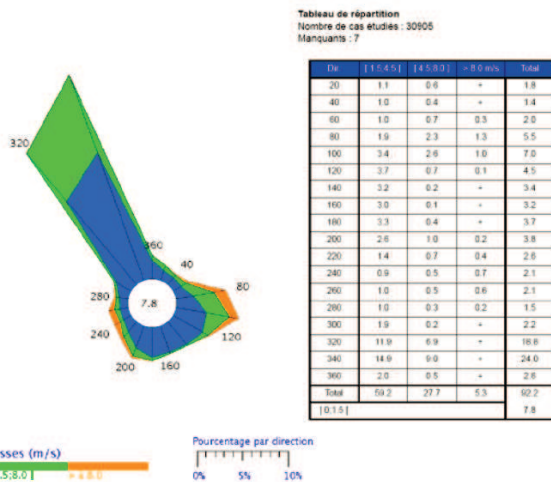 Tableau de répartition
Nombre de cas étudiés : 30905
Manquants : 7
Dir [ 1.5;4.5 [ [ 4.5;8.0 [ > 8.0 m/s Total
20 1.1 0.6 + 1.8
40 1.0 0.4 + 1.4
60 1.0 0.7 0.3 2.0
80 1.9 2.3 1.3 5.5
100 3.4 2.6 1.0 7.0
120 3.7 0.7 0.1 4.5
140 3.2 0.2 + 3.4
160 3.0 0.1 + 3.2
180 3.3 0.4 + 3.7
200 2.6 1.0 0.2 3.8
220 1.4 0.7 0.4 2.6
240 0.9 0.5 0.7 2.1
260 1.0 0.5 0.6 2.1
280 1.0 0.3 0.2 1.5
300 1.9 0.2 + 2.2
320 11.9 6.9 + 18.8
340 14.9 9.0 + 24.0
360 2.0 0.5 + 2.6
Total 59.2 27.7 5.3 92.2
[ 0;1.5 [ 7.8
320
360
40
80
280
7.8
240
120
200
160
sses (m/s)
.5;8.0 [ > à 8.0
Pourcentage par direction
0% 5% 10%